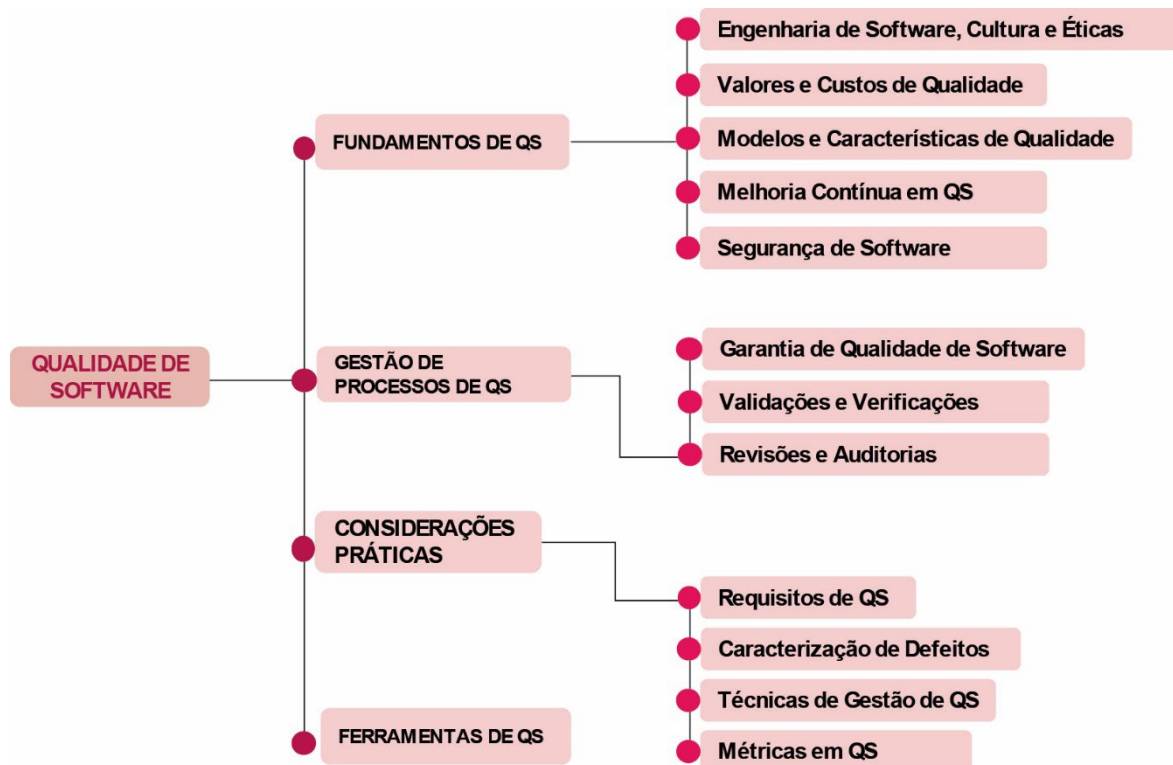 QUALIDADE DE
SOFTWARE
FUNDAMENTOS DE QS
Engenharia de Software, Cultura e Éticas
Valores e Custos de Qualidade
Modelos e Características de Qualidade
Melhoria Contínua em QS
Segurança de Software
GESTÃO DE
PROCESSOS DE QS
Garantia de Qualidade de Software
Validações e Verificações
Revisões e Auditorias
CONSIDERAÇÕES
PRÁTICAS
Requisitos de QS
Caracterização de Defeitos
Técnicas de Gestão de QS
Métricas em QS
FERRAMENTAS DE QS